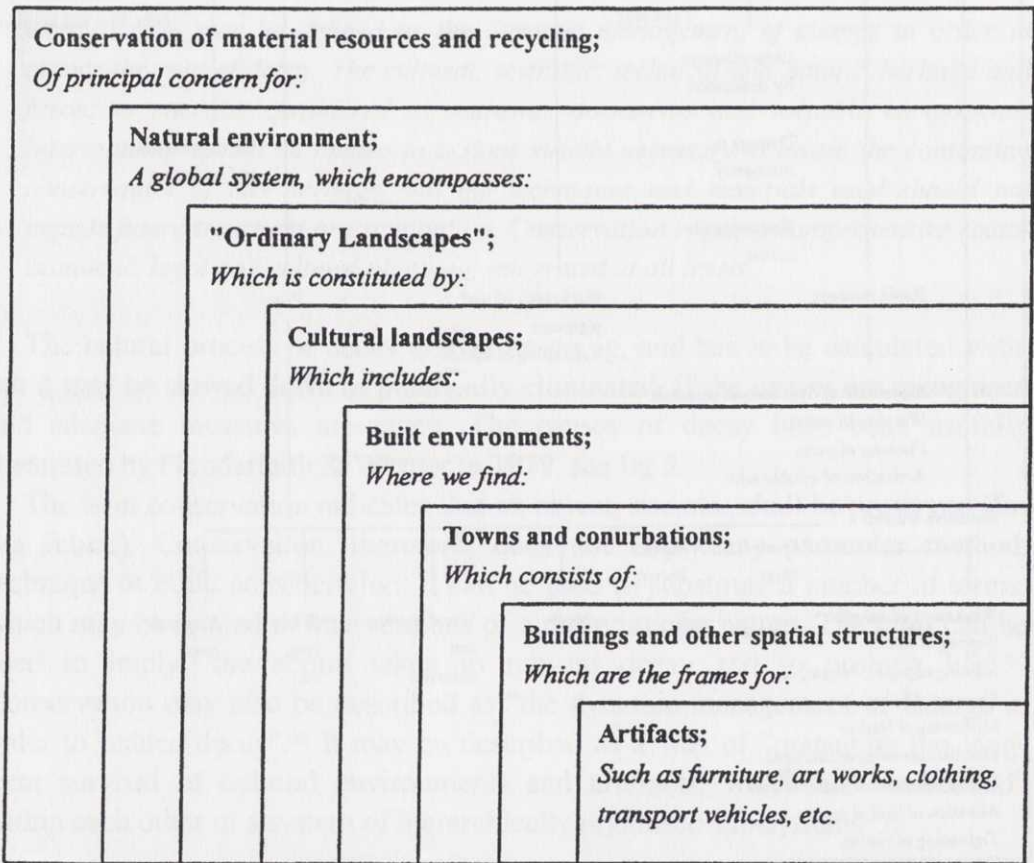 Conservation of material resources and recycling;
Of principal concern for:
Natural environment;
A global system, which encompasses:
"Ordinary Landscapes";
Which is constituted by:
Cultural landscapes;
Which includes:
Built environments;
Where we find:
Towns and conurbations;
Which consists of:
Buildings and other spatial structures;
Which are the frames for:
Artifacts;
Such as furniture, art works, clothing,
transport vehicles, etc.